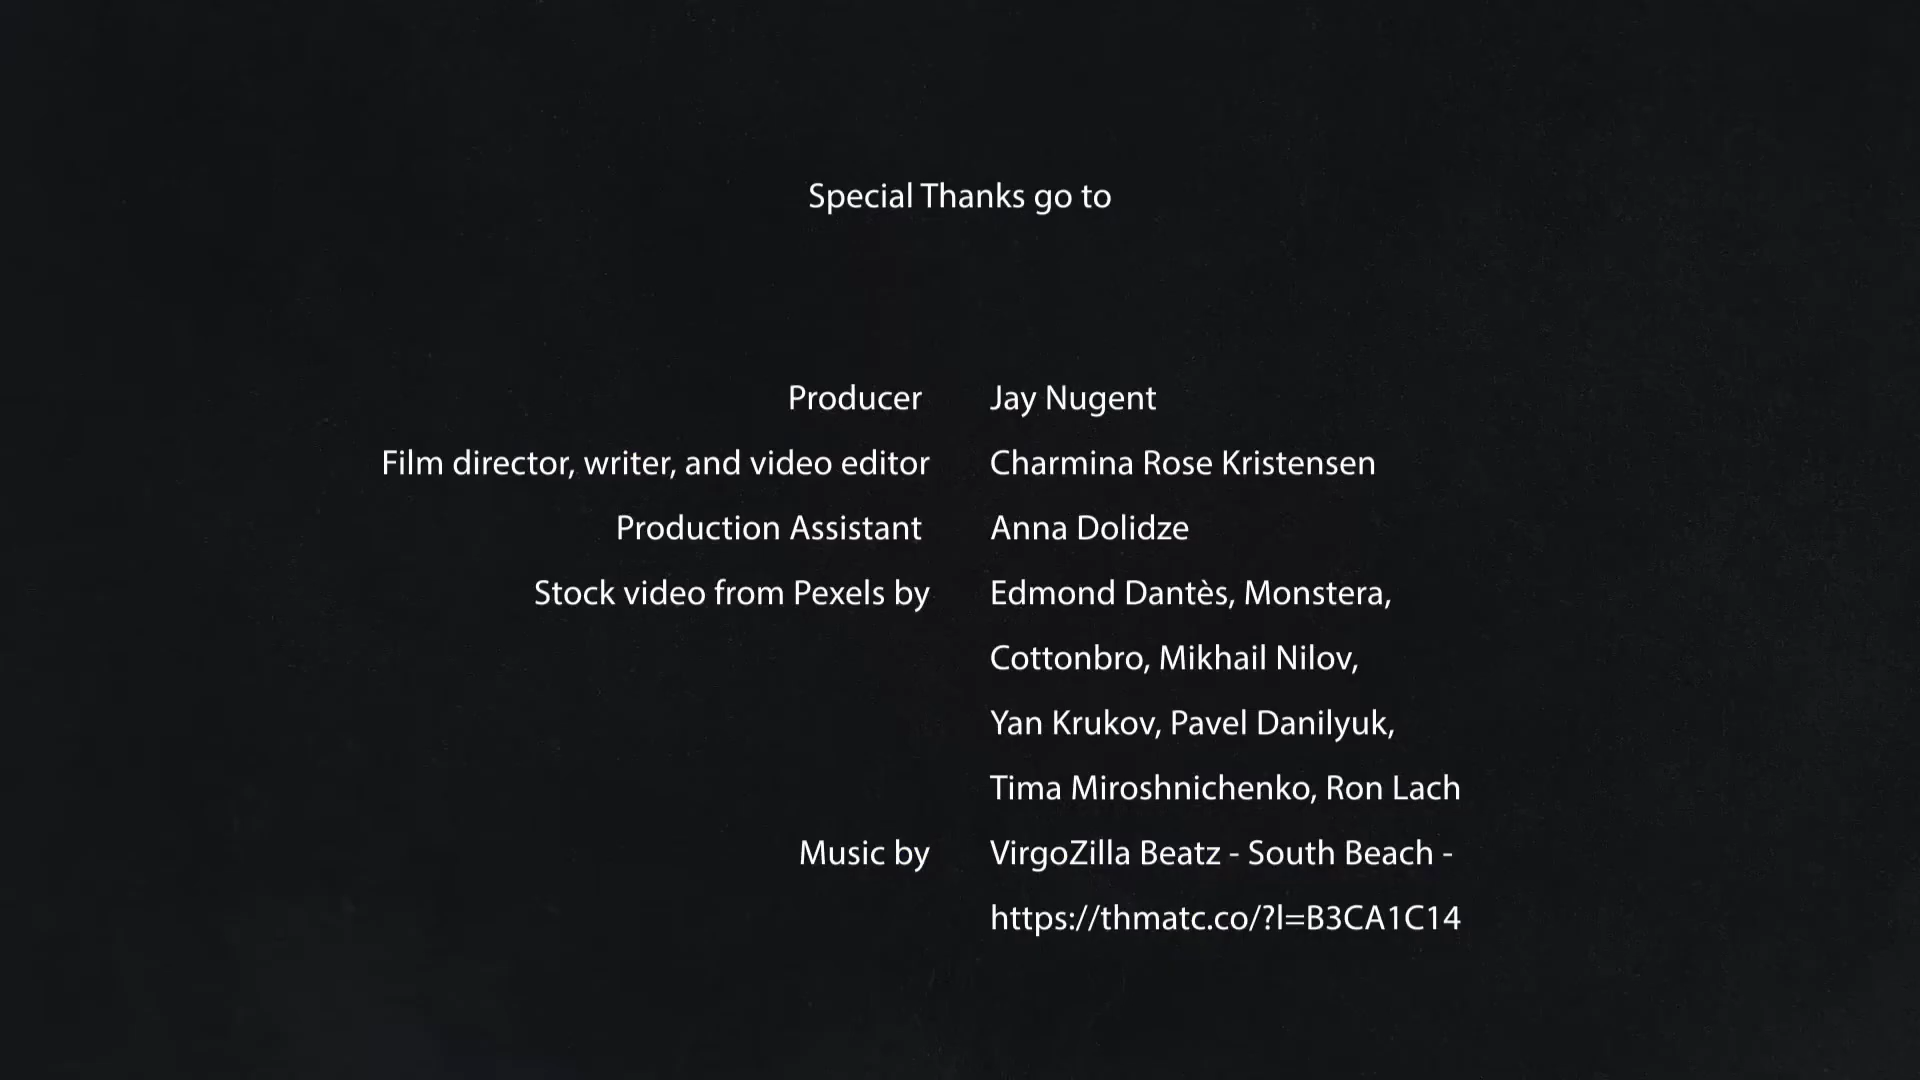 Special Thanks go to
Producer Jay Nugent
Film director, writer, and video editor Charmina Rose Kristensen
Production Assistant Anna Dolidze
Stock video from Pexels by Edmond Dantès, Monstera,
Cottonbro, Mikhail Nilov,
Yan Krukov, Pavel Danilyuk,
Tima Miroshnichenko, Ron Lach
Music by VirgoZilla Beatz - South Beach -
https://thmatc.co/?l=B3CA1C14